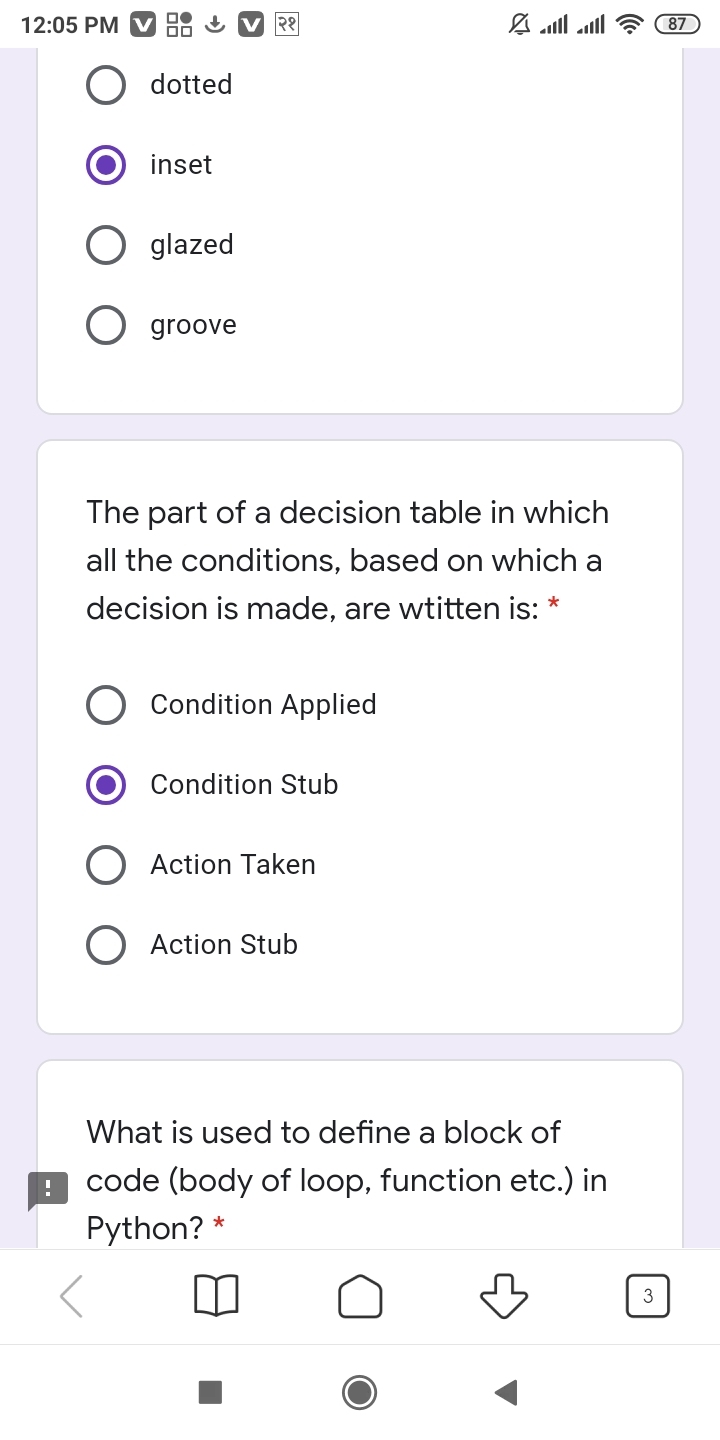 12:05 PM V V २१ 87
dotted
inset
glazed
groove
The part of a decision table in which
all the conditions, based on which a
decision is made, are wtitten is: *
Condition Applied
Condition Stub
Action Taken
Action Stub
What is used to define a block of
code (body of loop, function etc.) in
Python? *
3